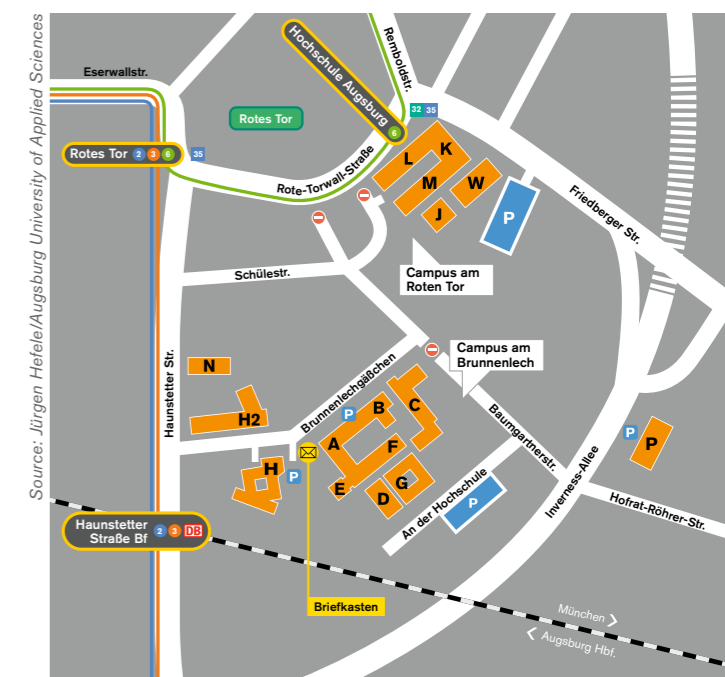 Source: Jürgen Hefele/Augsburg University of Applied Sciences
Eserwallstr.
Remboldstr.
Hochschule Augsburg 6
32 35
Rotes Tor
Rotes Tor 2 3 6
35
Rote-Torwall-Straße
L
K
M
W
J
P
Friedberger Str.
Schülestr.
Campus am
Roten Tor
Haunstetter Str.
N
H2
Brunnenlechgäßchen
Campus am
Brunnenlech
P
B
C
A
F
H
P
E
D
G
Baumgartnerstr.
An der Hochschule
P
P
P
Inverness-Allee
Hofrat-Röhrer-Str.
Haunstetter
Straße Bf 2 3 DB
Briefkasten
München
Augsburg Hbf.